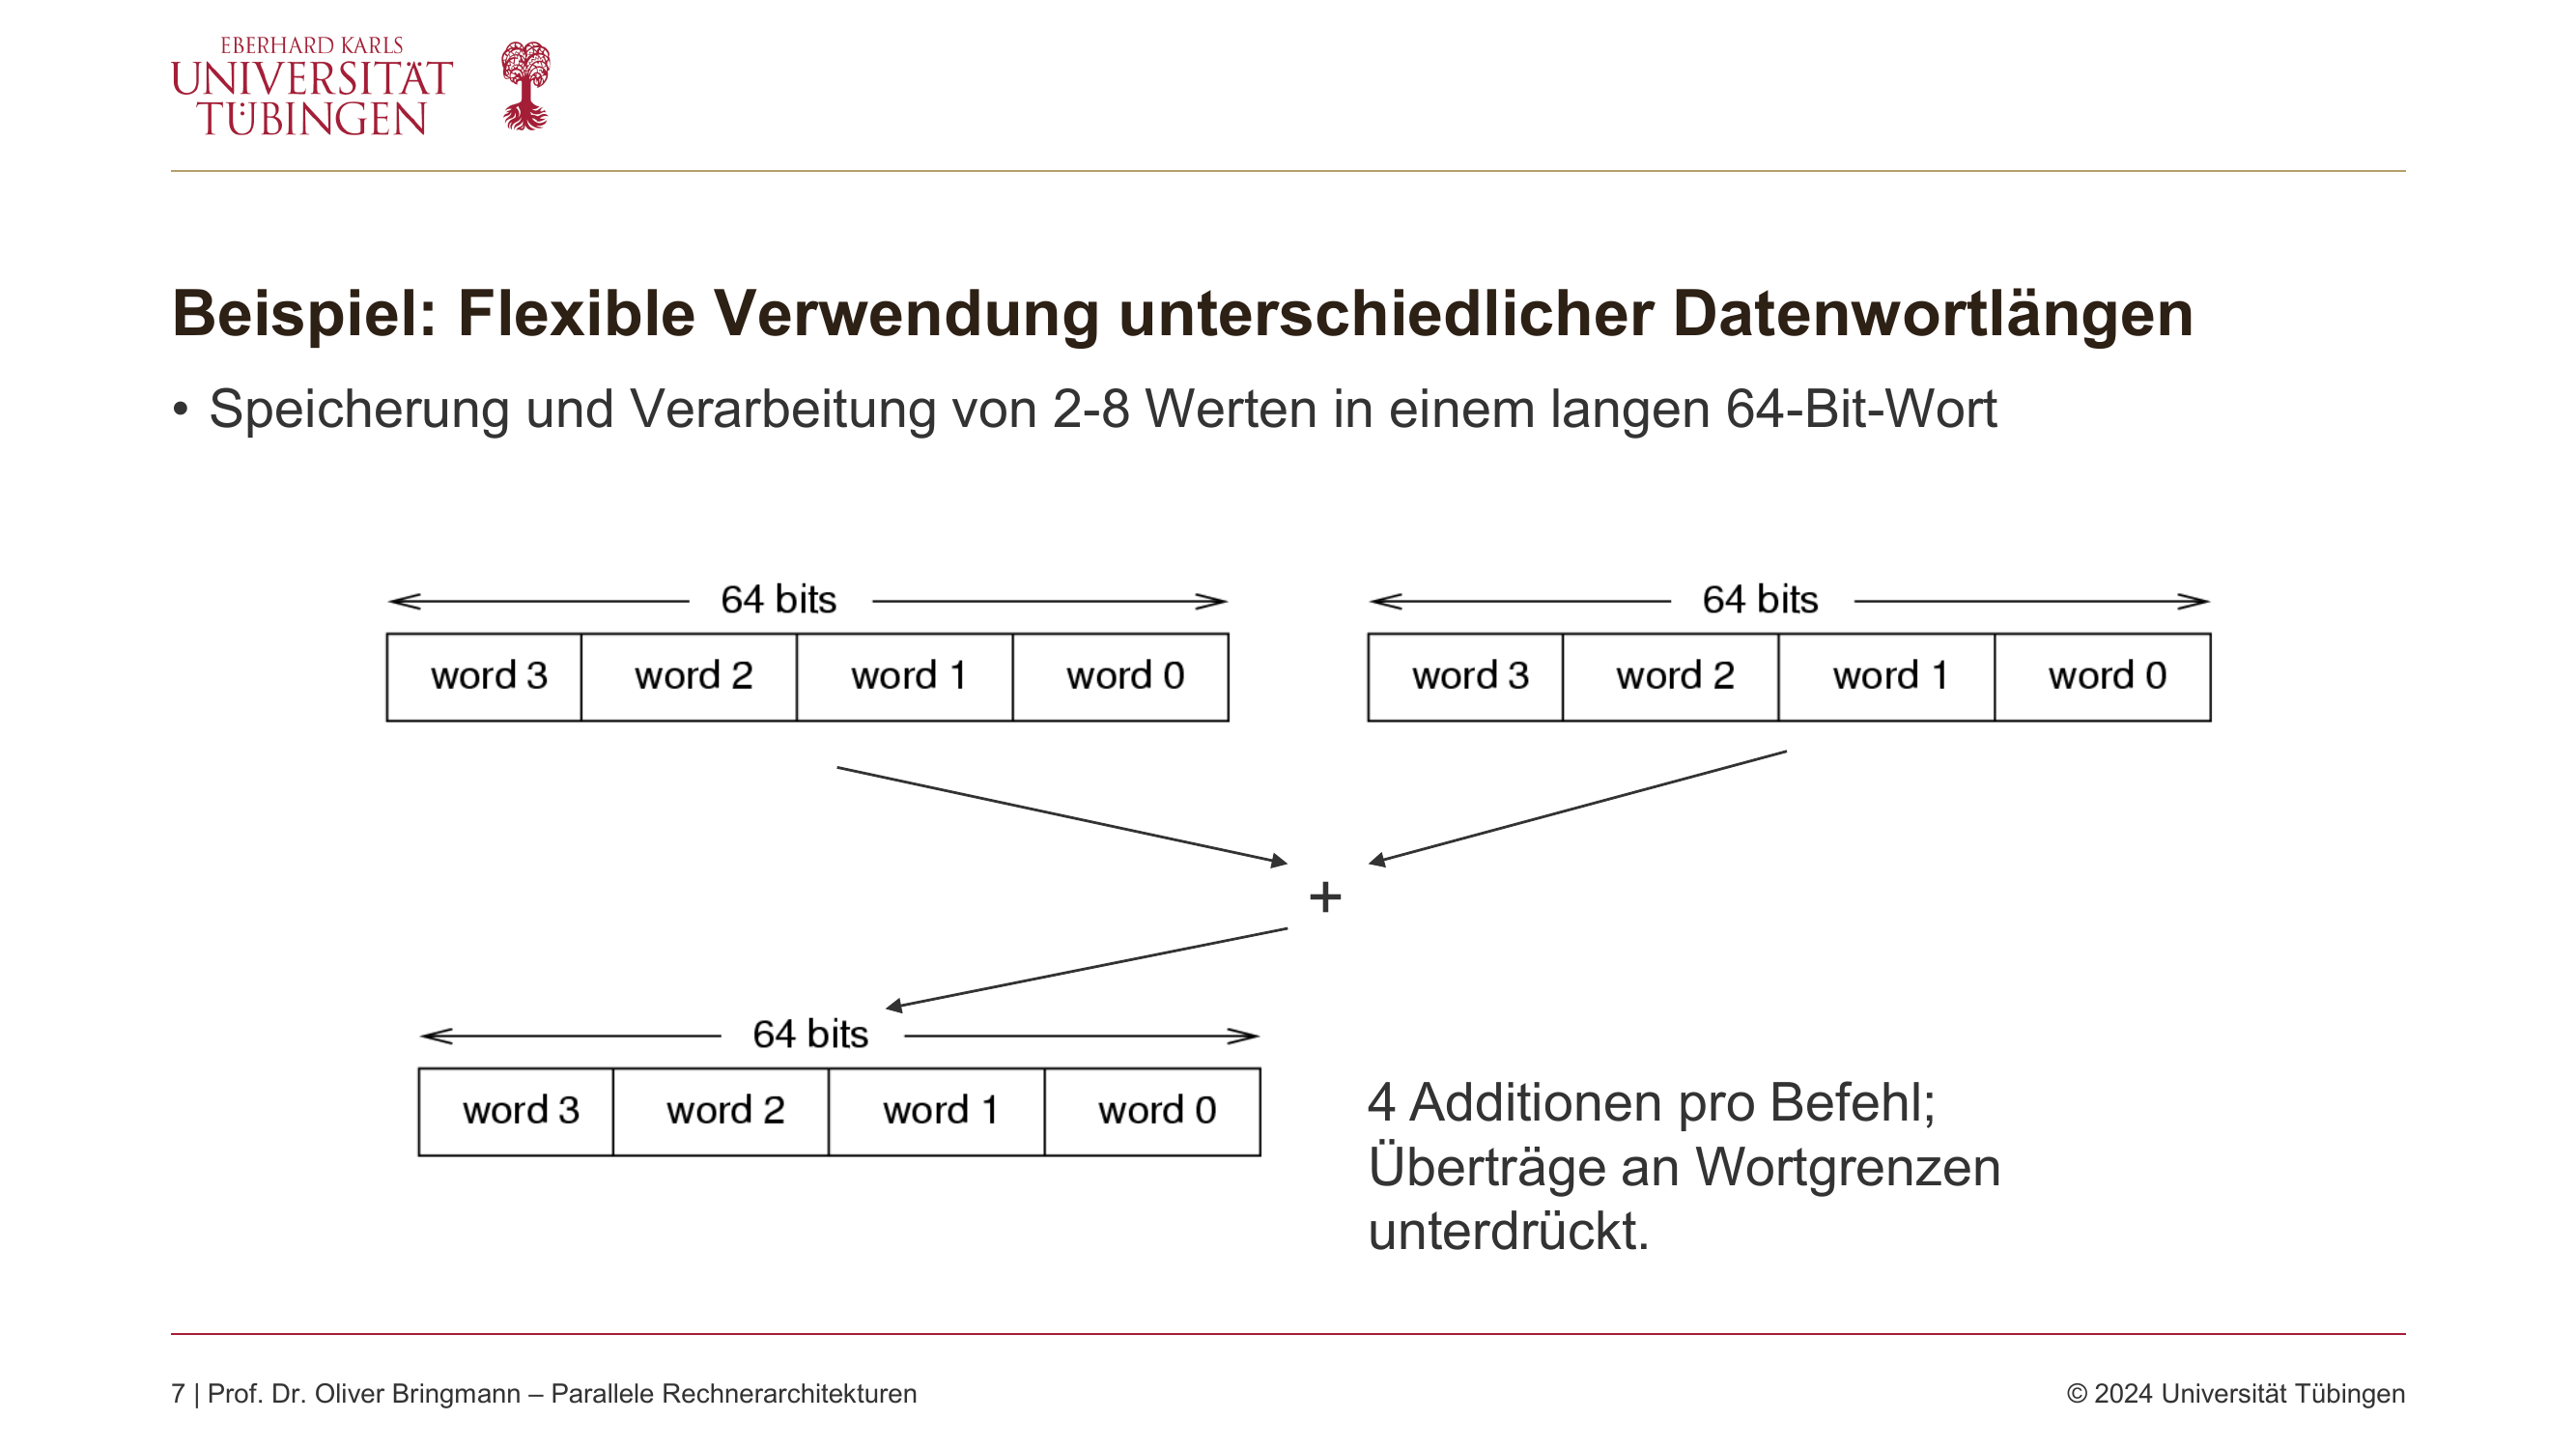 EBERHARD KARLS
UNIVERSITÄT
TÜBINGEN
Beispiel: Flexible Verwendung unterschiedlicher Datenwortlängen
• Speicherung und Verarbeitung von 2-8 Werten in einem langen 64-Bit-Wort
64 bits
word 3 word 2 word 1 word 0
64 bits
word 3 word 2 word 1 word 0
+
64 bits
word 3 word 2 word 1 word 0
4 Additionen pro Befehl;
Überträge an Wortgrenzen
unterdrückt.
7 | Prof. Dr. Oliver Bringmann – Parallele Rechnerarchitekturen
© 2024 Universität Tübingen